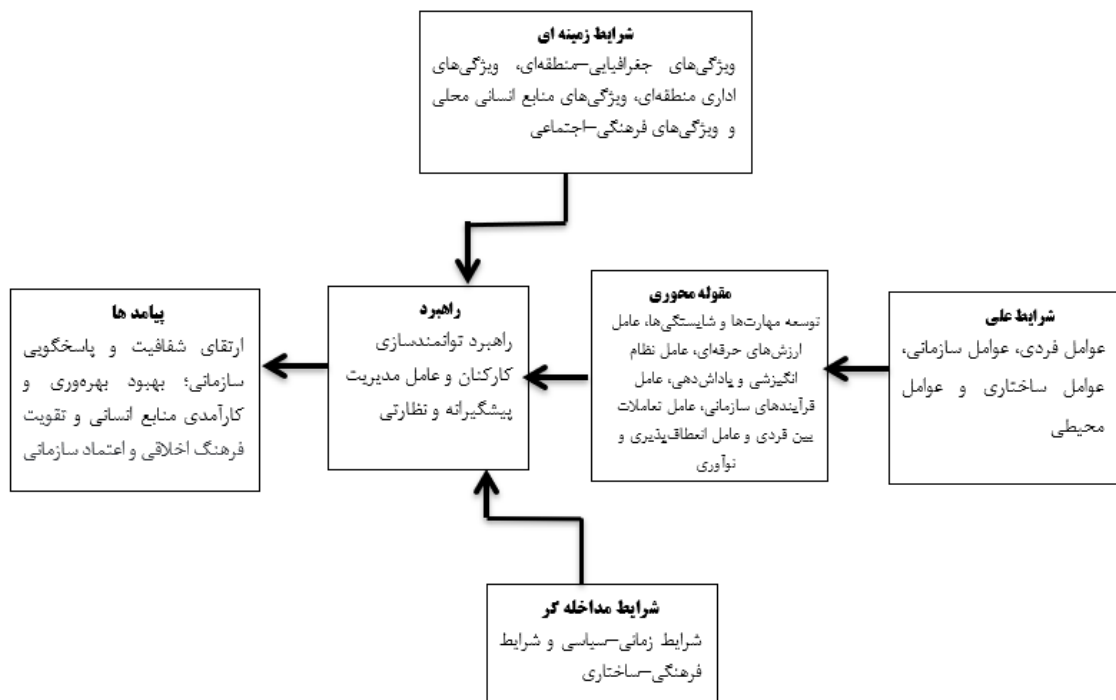 شرایط زمینه ای
ویژگی‌های جغرافیایی–منطقه‌ای، ویژگی‌های
اداری منطقه‌ای، ویژگی‌های منابع انسانی محلی
و ویژگی‌های فرهنگی–اجتماعی
شرایط علی
عوامل فردی، عوامل سازمانی،
عوامل ساختاری و عوامل
محیطی
مقوله محوری
توسعه مهارت‌ها و شایستگی‌ها، عامل
ارزش‌های حرفه‌ای، عامل نظام
انگیزشی و پاداش‌دهی، عامل
فرآیندهای سازمانی، عامل تعاملات
بین فردی و عامل انعطاف‌پذیری و
نوآوری
راهبرد
راهبرد توانمندسازی
کارکنان و عامل مدیریت
پیشگیرانه و نظارتی
پیامد ها
ارتقای شفافیت و پاسخگویی
سازمانی؛ بهبود بهره‌وری و
کارآمدی منابع انسانی و تقویت
فرهنگ اخلاقی و اعتماد سازمانی
شرایط مداخله گر
شرایط زمانی–سیاسی و شرایط
فرهنگی–ساختاری